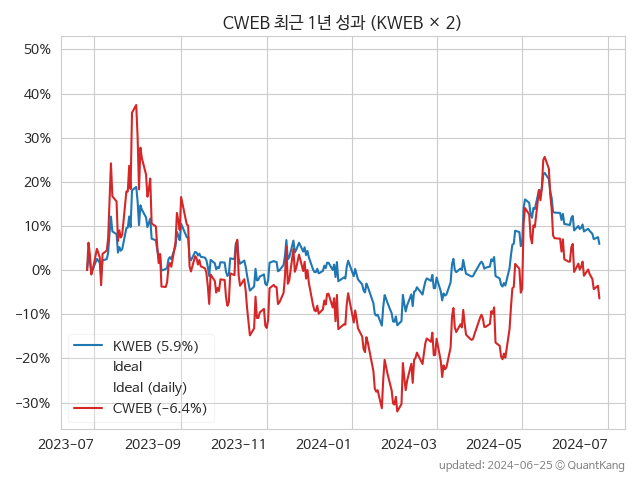 CWEB 최근 1년 성과 (KWEB × 2)
50%
40%
30%
20%
10%
0%
−10%
−20%
−30%
KWEB (5.9%)
Ideal
Ideal (daily)
CWEB (−6.4%)
2023-07 2023-09 2023-11 2024-01 2024-03 2024-05 2024-07
updated: 2024-06-25 © QuantKang